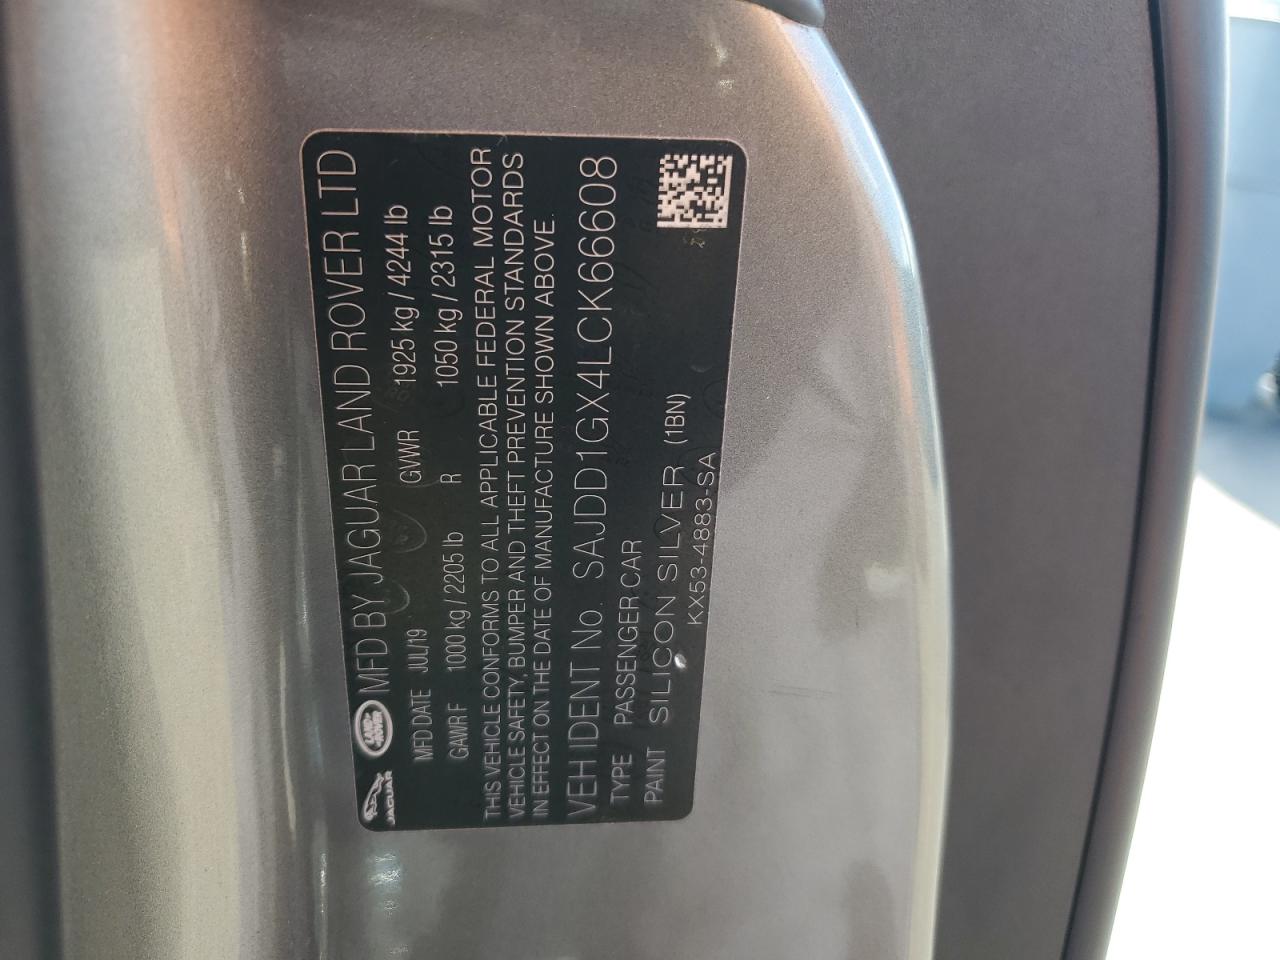 JAGUAR
LAND ROVER
MFD BY JAGUAR LAND ROVER LTD
MFD DATE JUL/19 GVWR 1925 kg / 4244 lb
GAWR F 1000 kg / 2205 lb R 1050 kg / 2315 lb
THIS VEHICLE CONFORMS TO ALL APPLICABLE FEDERAL MOTOR
VEHICLE SAFETY, BUMPER AND THEFT PREVENTION STANDARDS
IN EFFECT ON THE DATE OF MANUFACTURE SHOWN ABOVE.
VEH IDENT No. SAJDD1GX4LCK66608
TYPE PASSENGER CAR
PAINT SILICON SILVER (1BN)
KX53-4883-SA